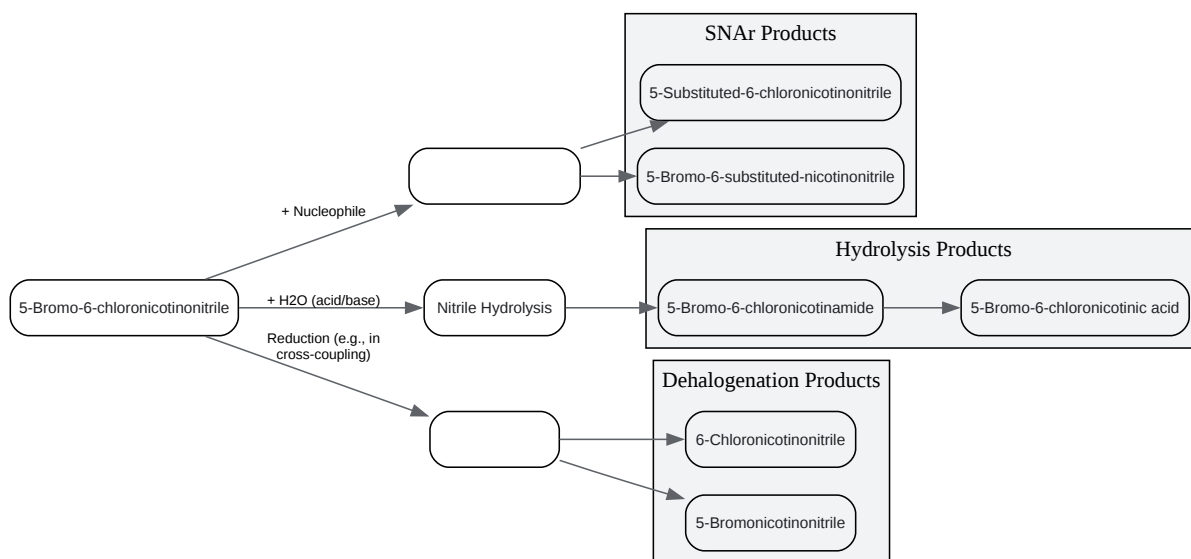 SNAr Products
5-Substituted-6-chloronicotinonitrile
5-Bromo-6-substituted-nicotinonitrile
+ Nucleophile
Hydrolysis Products
5-Bromo-6-chloronicotinonitrile
+ H2O (acid/base)
Nitrile Hydrolysis
5-Bromo-6-chloronicotinamide
5-Bromo-6-chloronicotinic acid
Reduction (e.g., in
cross-coupling)
Dehalogenation Products
6-Chloronicotinonitrile
5-Bromonicotinonitrile